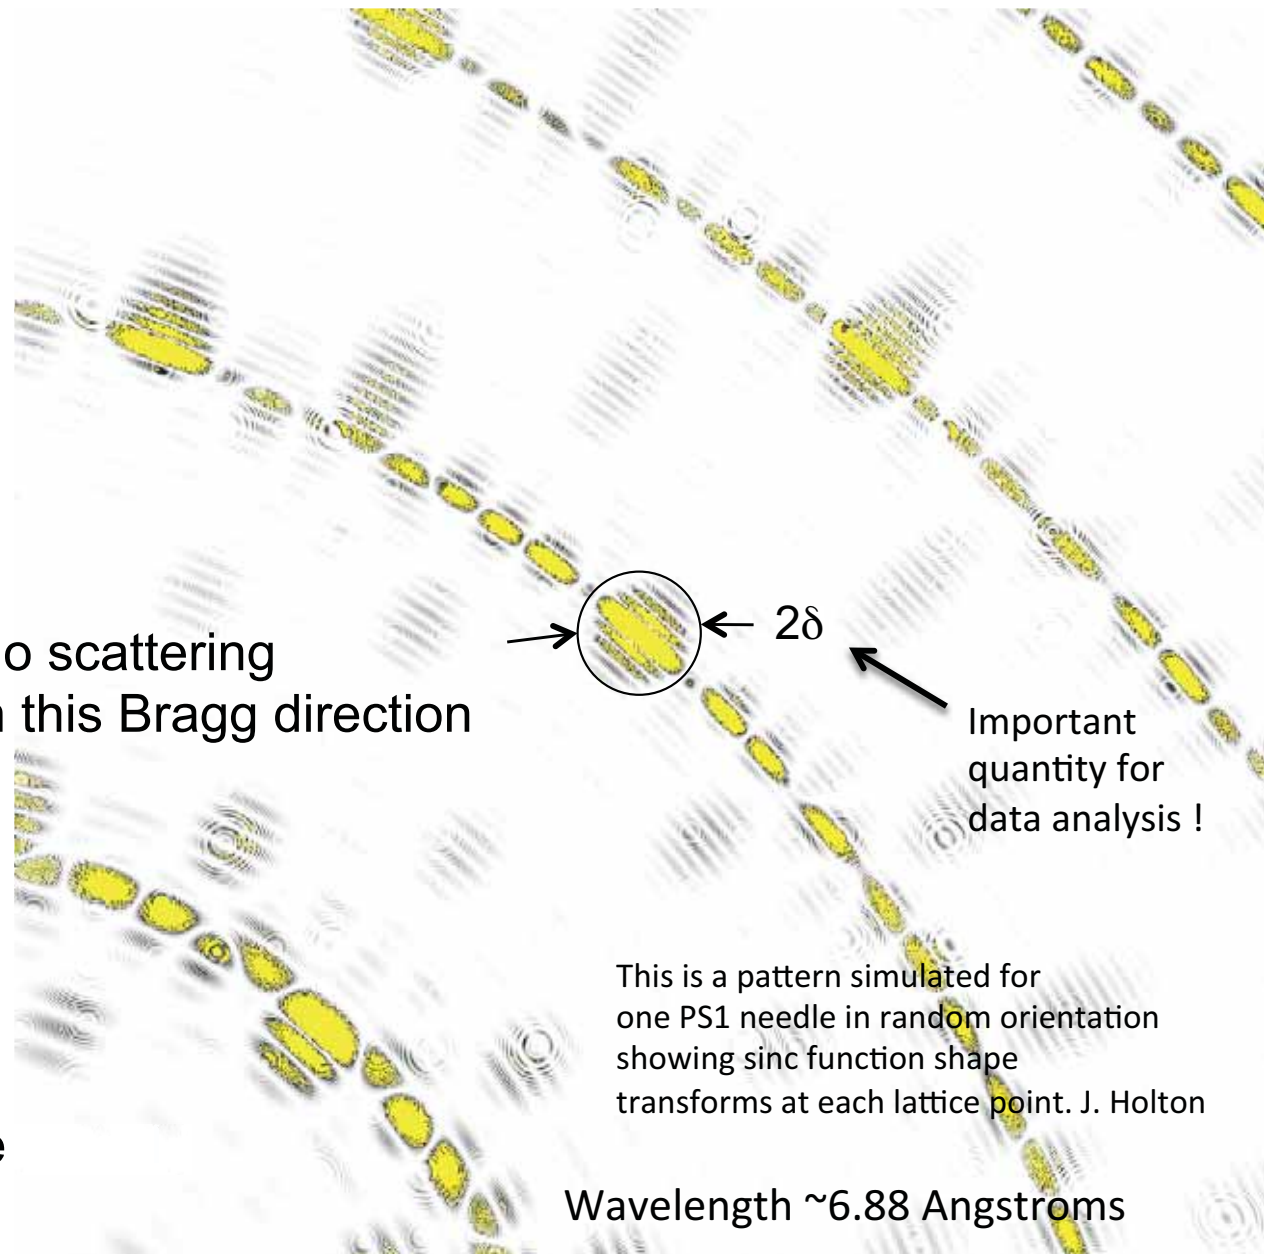 2δ
o scattering
this Bragg direction
Important
quantity for
data analysis !
This is a pattern simulated for
one PS1 needle in random orientation
showing sinc function shape
transforms at each lattice point. J. Holton
e
Wavelength ~6.88 Angstroms